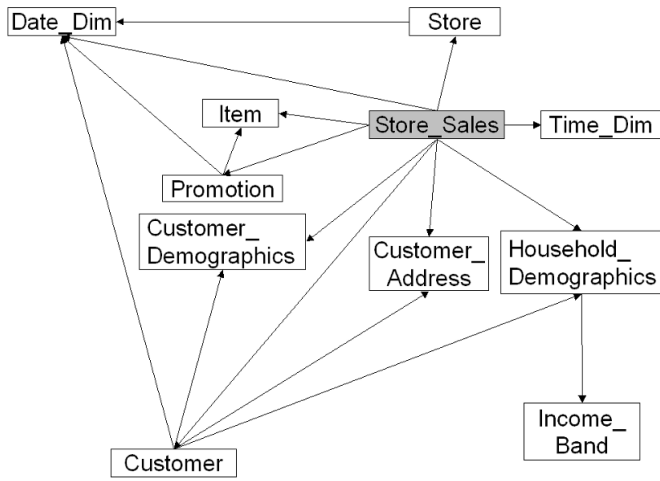 Date_Dim
Store
Item
Store_Sales
Time_Dim
Promotion
Customer_
Demographics
Customer_
Address
Household_
Demographics
Income_
Band
Customer